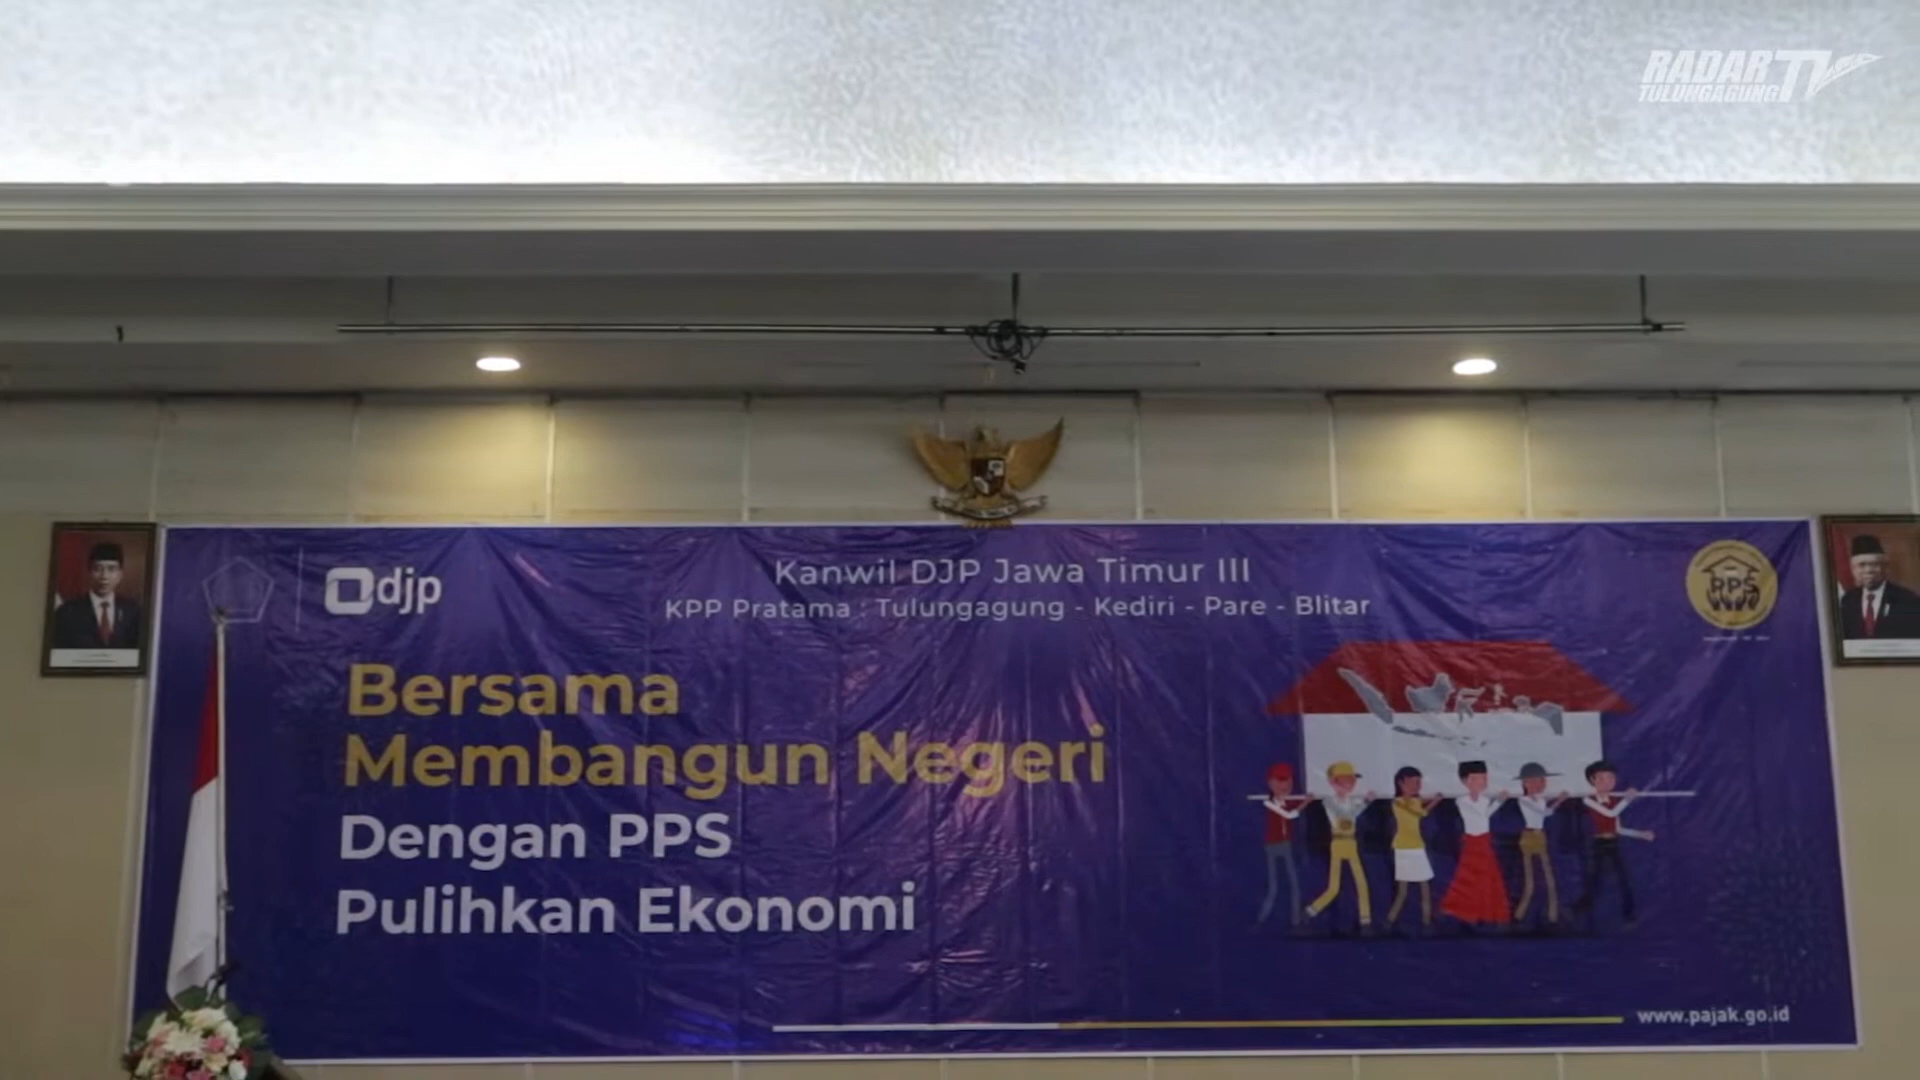 RADAR TV
TULUNGAGUNG
djp
Kanwil DJP Jawa Timur III
KPP Pratama : Tulungagung - Kediri - Pare - Blitar
PPS
Bersama
Membangun Negeri
Dengan PPS
Pulihkan Ekonomi
www.pajak.go.id